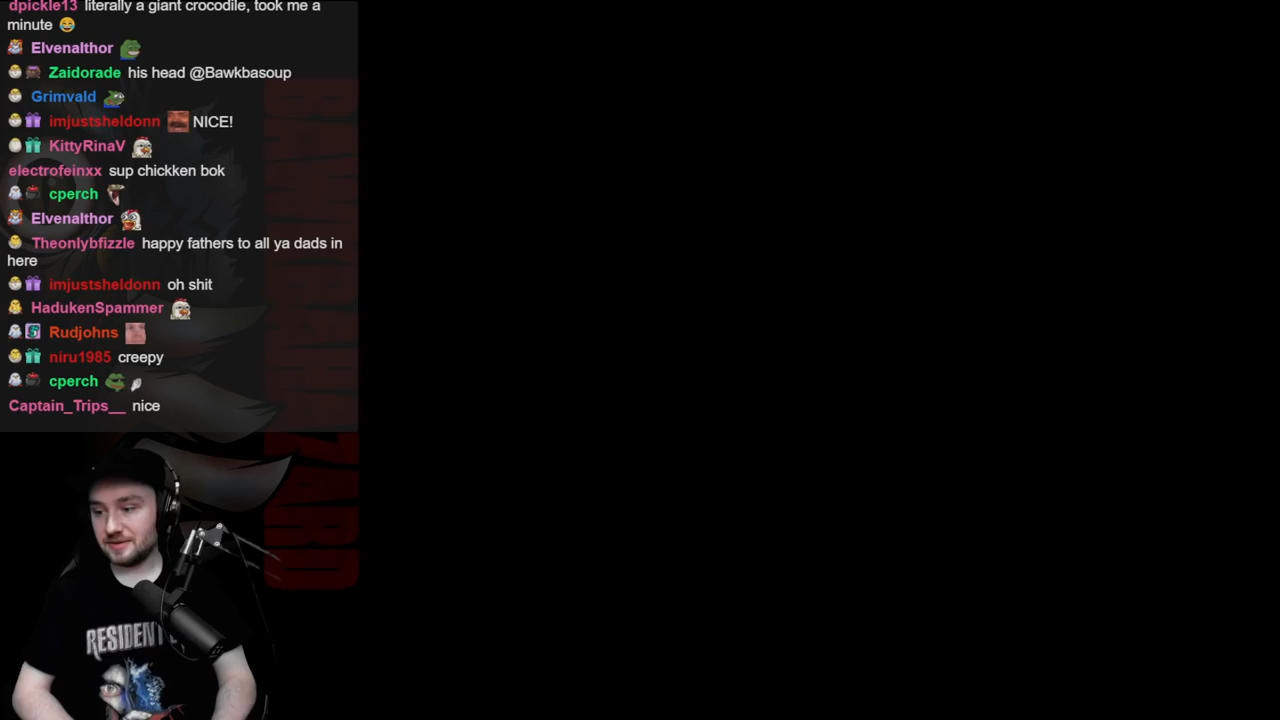 dpickle13 literally a giant crocodile, took me a
minute 😂
Elvenalthor
Zaidorade his head @Bawkbasoup
Grimvald
imjustsheldonn NICE!
KittyRinaV
electrofeinxx sup chickken bok
cperch
Elvenalthor
Theonlybfizzle happy fathers to all ya dads in
here
imjustsheldonn oh shit
HadukenSpammer
Rudjohns
niru1985 creepy
cperch
Captain_Trips__ nice
RESIDENT